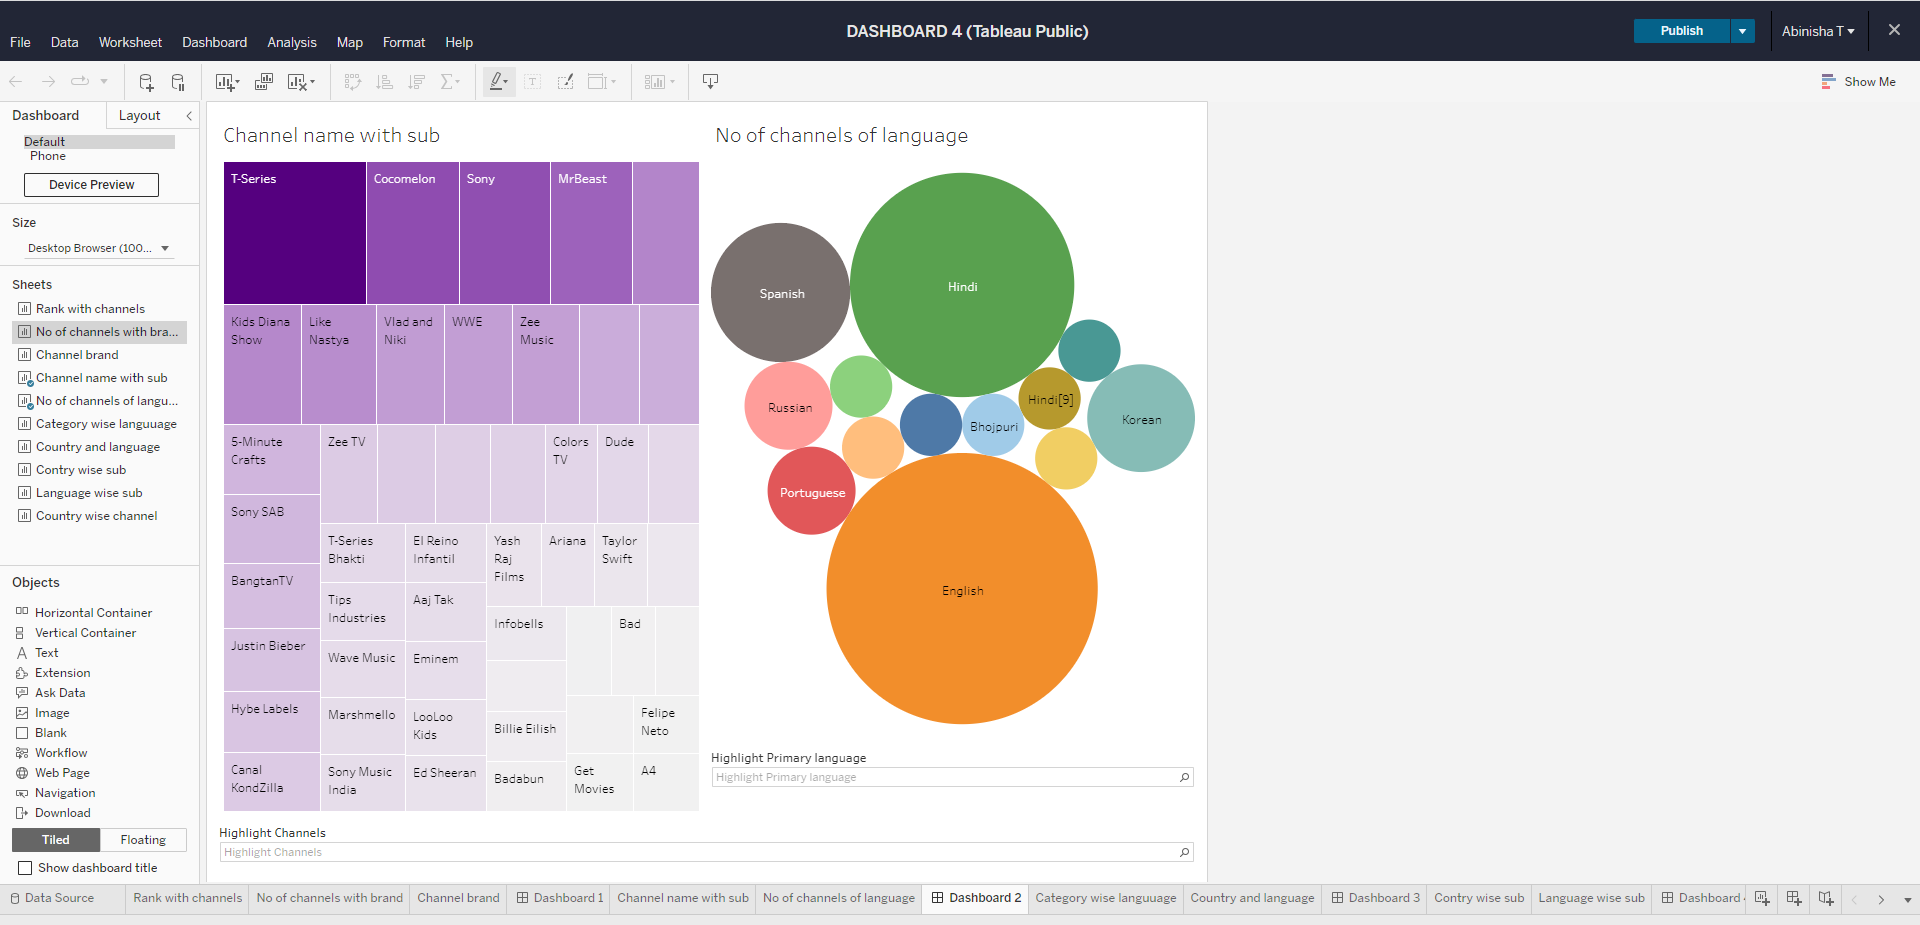 DASHBOARD 4 (Tableau Public)
File Data Worksheet Dashboard Analysis Map Format Help
Publish
Abinisha T
Show Me
Dashboard Layout
Default
Phone
Device Preview
Size
Desktop Browser (100...
Sheets
Rank with channels
No of channels with bra...
Channel brand
Channel name with sub
No of channels of langu...
Category wise languuage
Country and language
Contry wise sub
Language wise sub
Country wise channel
Objects
Horizontal Container
Vertical Container
Text
Extension
Ask Data
Image
Blank
Workflow
Web Page
Navigation
Download
Tiled Floating
Show dashboard title
Channel name with sub
T-Series
Cocomelon
Sony
MrBeast
Kids Diana
Show
Like
Nastya
Vlad and
Niki
WWE
Zee
Music
5-Minute
Crafts
Zee TV
Colors
TV
Dude
Sony SAB
BangtanTV
Justin Bieber
Hybe Labels
Canal
KondZilla
T-Series
Bhakti
El Reino
Infantil
Yash
Raj
Films
Ariana
Taylor
Swift
Tips
Industries
Aaj Tak
Infobells
Bad
Wave Music
Eminem
Marshmello
LooLoo
Kids
Billie Eilish
Felipe
Neto
Sony Music
India
Ed Sheeran
Badabun
Get
Movies
A4
No of channels of language
Spanish
Hindi
Russian
Hindi[9]
Bhojpuri
Korean
Portuguese
English
Highlight Primary language
Highlight Primary language
Highlight Channels
Highlight Channels
Data Source Rank with channels No of channels with brand Channel brand Dashboard 1 Channel name with sub No of channels of language Dashboard 2 Category wise languuage Country and language Dashboard 3 Contry wise sub Language wise sub Dashboard